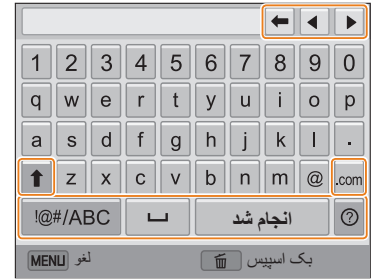 1 2 3 4 5 6 7 8 9 0
q w e r t y u i o p
a s d f g h j k l .
z x c v b n m @ .com
!@#/ABC انجام شد ?
MENU لغو بک اسپیس